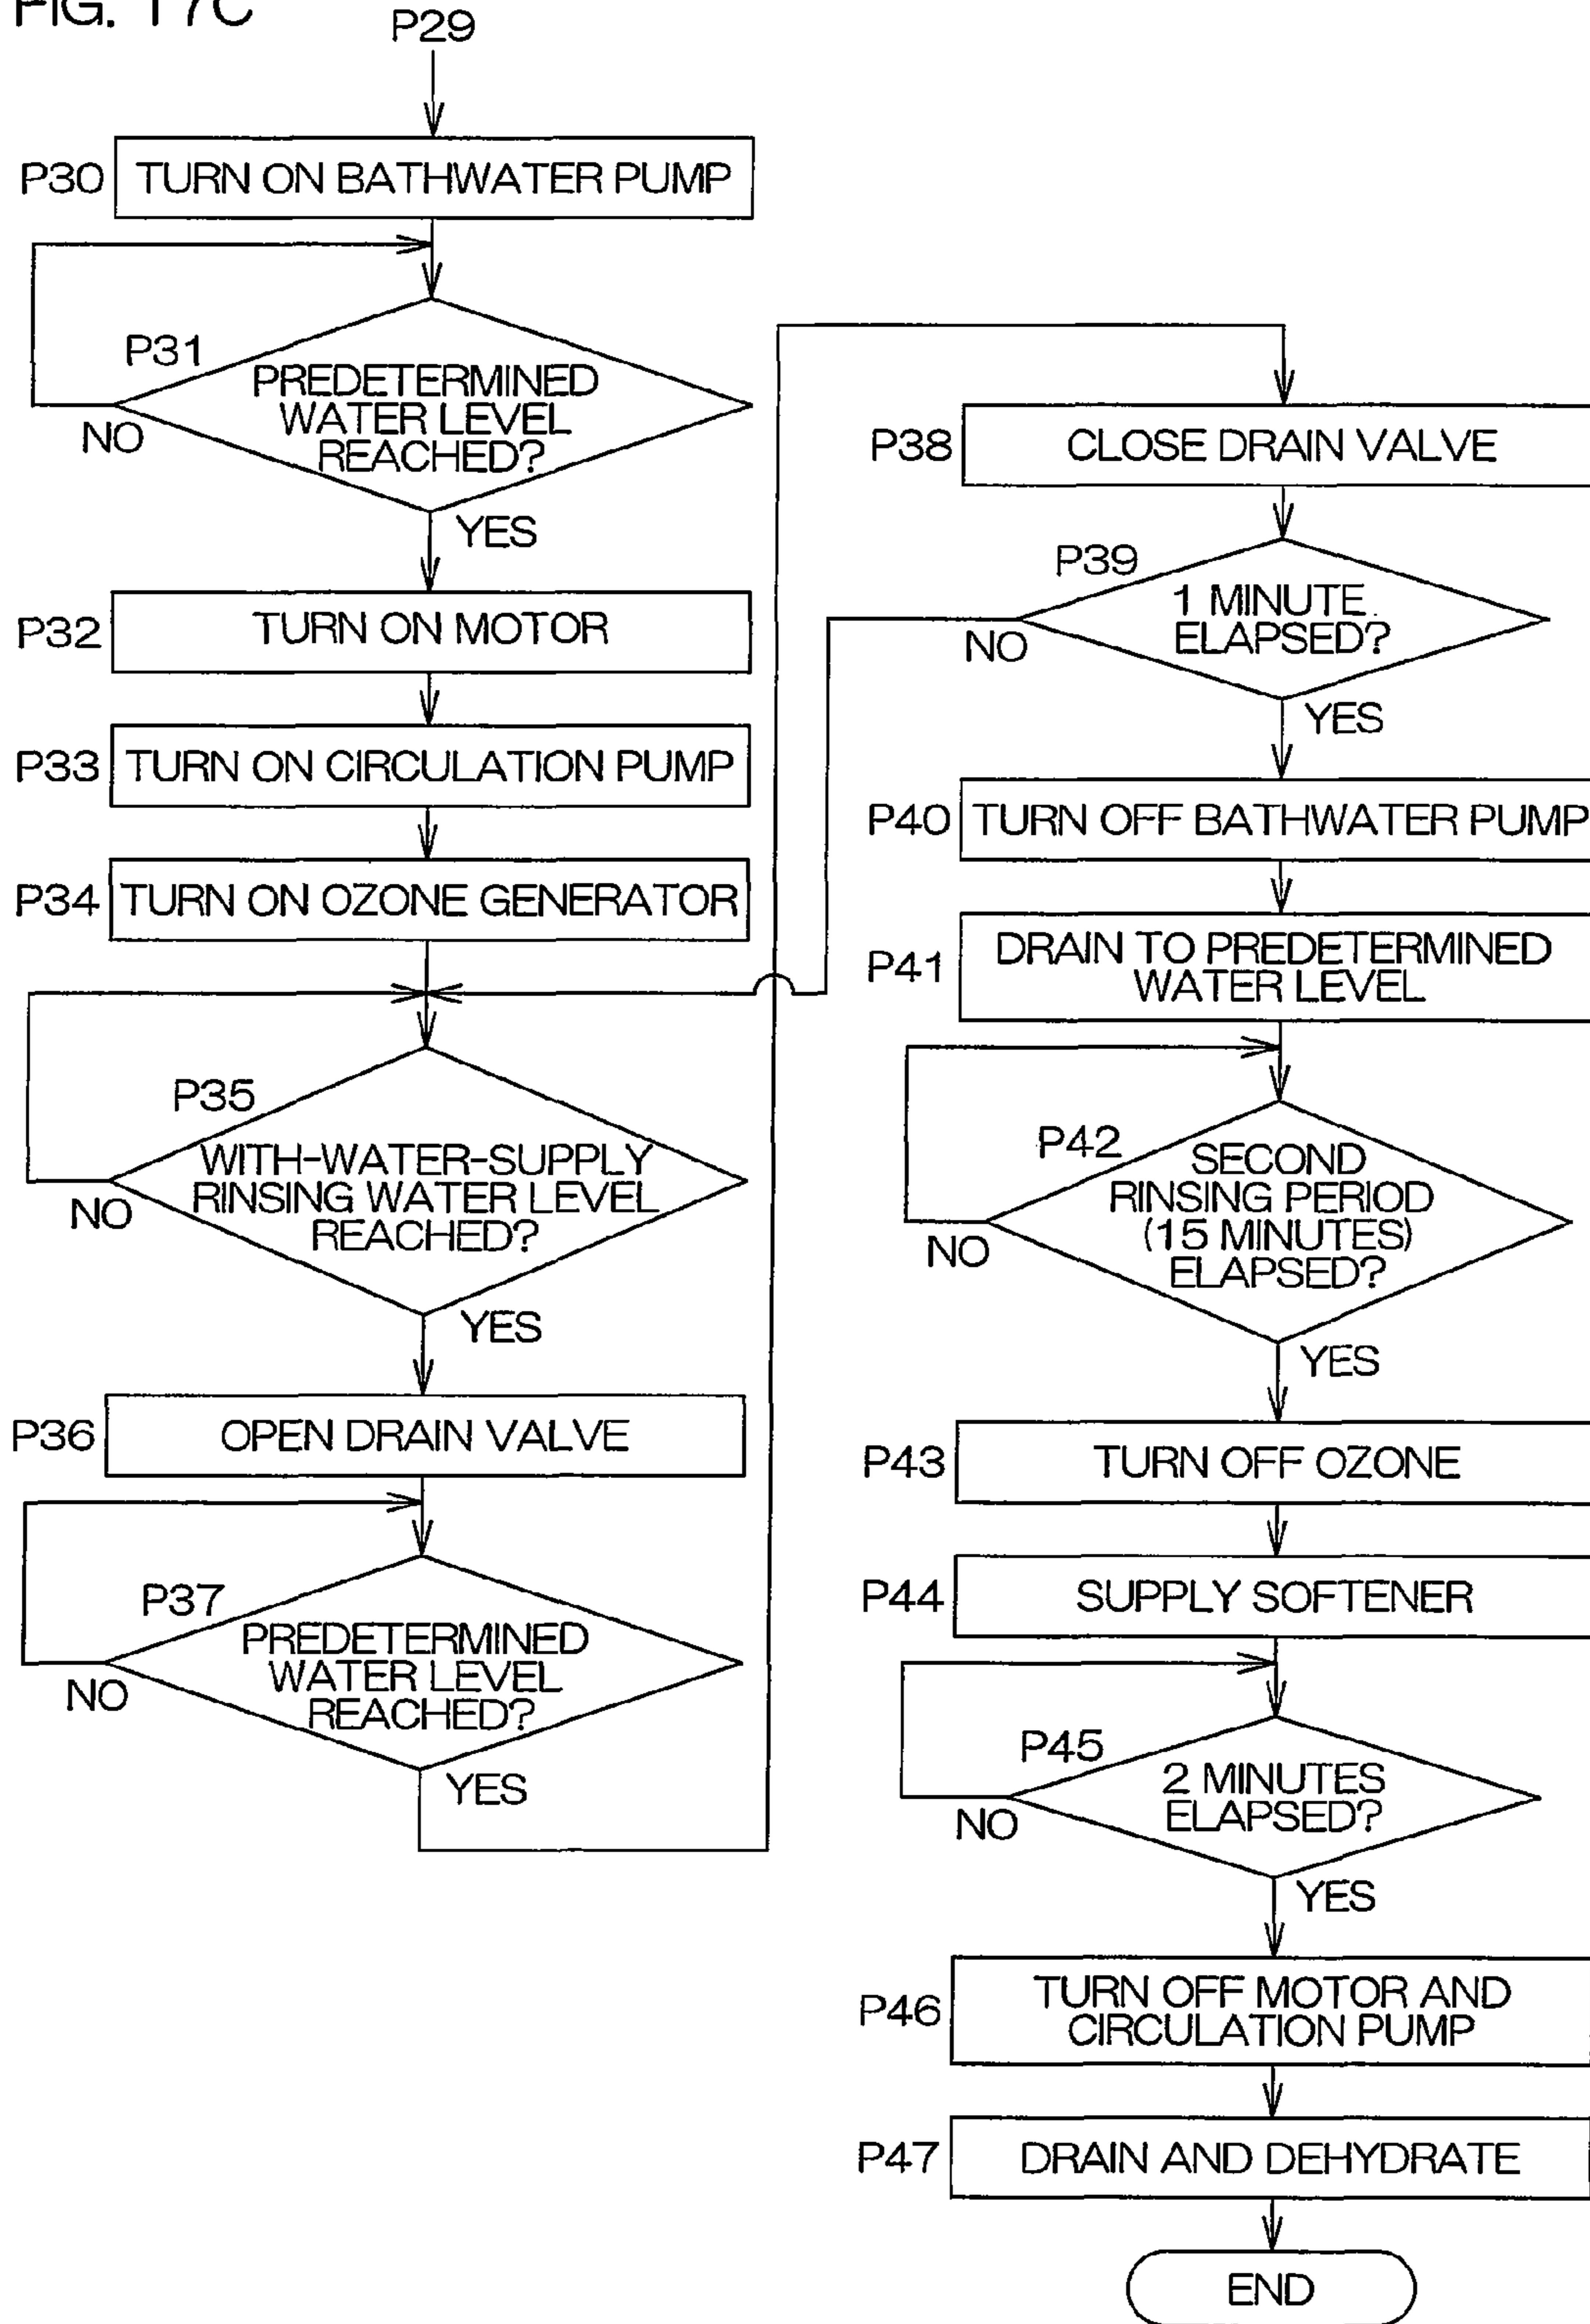 FIG. 17C
P29
P30
TURN ON BATHWATER PUMP
P31
PREDETERMINED
WATER LEVEL
REACHED?
NO
YES
P32
TURN ON MOTOR
P33
TURN ON CIRCULATION PUMP
P34
TURN ON OZONE GENERATOR
P35
WITH-WATER-SUPPLY
RINSING WATER LEVEL
REACHED?
NO
YES
P36
OPEN DRAIN VALVE
P37
PREDETERMINED
WATER LEVEL
REACHED?
NO
YES
P38
CLOSE DRAIN VALVE
P39
1 MINUTE
ELAPSED?
NO
YES
P40
TURN OFF BATHWATER PUMP
P41
DRAIN TO PREDETERMINED
WATER LEVEL
P42
SECOND
RINSING PERIOD
(15 MINUTES)
ELAPSED?
NO
YES
P43
TURN OFF OZONE
P44
SUPPLY SOFTENER
P45
2 MINUTES
ELAPSED?
NO
YES
P46
TURN OFF MOTOR AND
CIRCULATION PUMP
P47
DRAIN AND DEHYDRATE
END